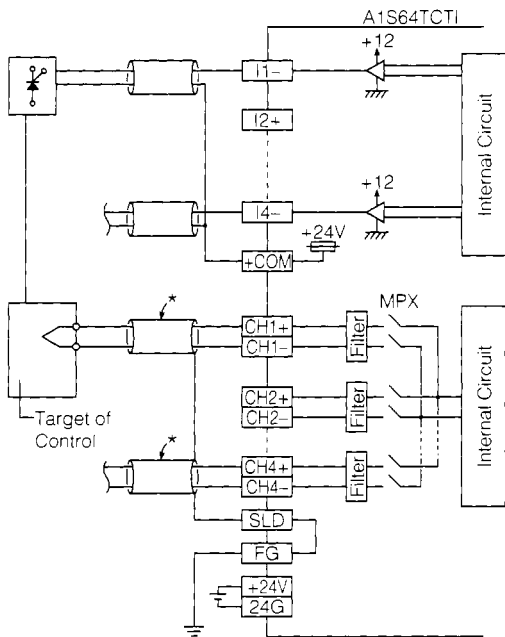 A1S64TCTI
+12
I1-
I2+
Internal Circuit
+12
I4-
+24V
+COM
*
MPX
CH1+
CH1-
Filter
CH2+
CH2-
Filter
Internal Circuit
Target of
Control
*
CH4+
CH4-
Filter
SLD
FG
+24V
24G